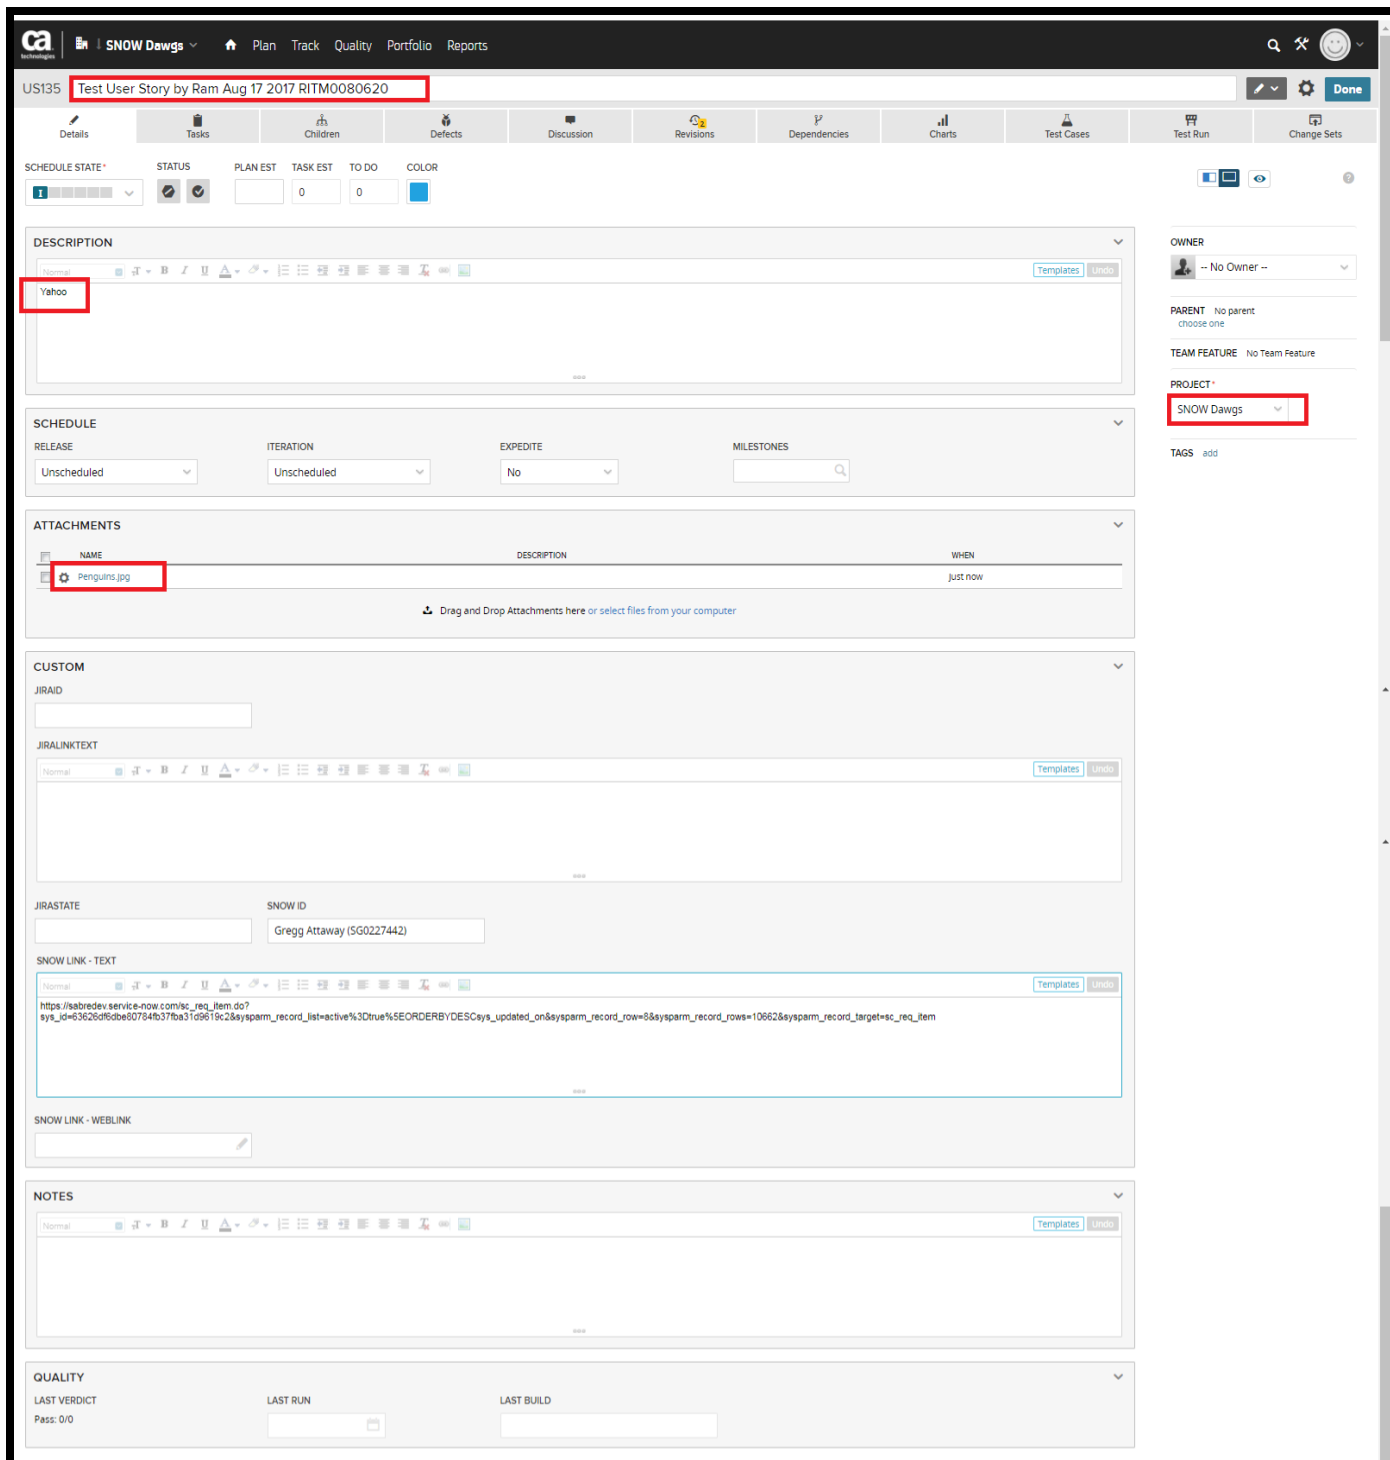 ca
technologies
SNOW Dawgs
Plan Track Quality Portfolio Reports
US135 Test User Story by Ram Aug 17 2017 RITM0080620
Done
2
Details Tasks Children Defects Discussion Revisions Dependencies Charts Test Cases Test Run Change Sets
SCHEDULE STATE* STATUS PLAN EST TASK EST TO DO COLOR
I 0 0
DESCRIPTION
Normal Templates Undo
Yahoo
OWNER
-- No Owner --
PARENT No parent
choose one
TEAM FEATURE No Team Feature
PROJECT*
SNOW Dawgs
TAGS add
SCHEDULE
RELEASE ITERATION EXPEDITE MILESTONES
Unscheduled Unscheduled No
ATTACHMENTS
NAME DESCRIPTION WHEN
Penguins.jpg just now
Drag and Drop Attachments here or select files from your computer
CUSTOM
JIRAID
JIRALINKTEXT
Normal Templates Undo
JIRASTATE SNOW ID
Gregg Attaway (SG0227442)
SNOW LINK - TEXT
Normal Templates Undo
https://sabredev.service-now.com/sc_req_item.do?
sys_id=63626df6dbe80784fb37fba31d9619c2&sysparm_record_list=active%3Dtrue%5EORDERBYDESCsys_updated_on&sysparm_record_row=8&sysparm_record_rows=10662&sysparm_record_target=sc_req_item
SNOW LINK - WEBLINK
NOTES
Normal Templates Undo
QUALITY
LAST VERDICT LAST RUN LAST BUILD
Pass: 0/0